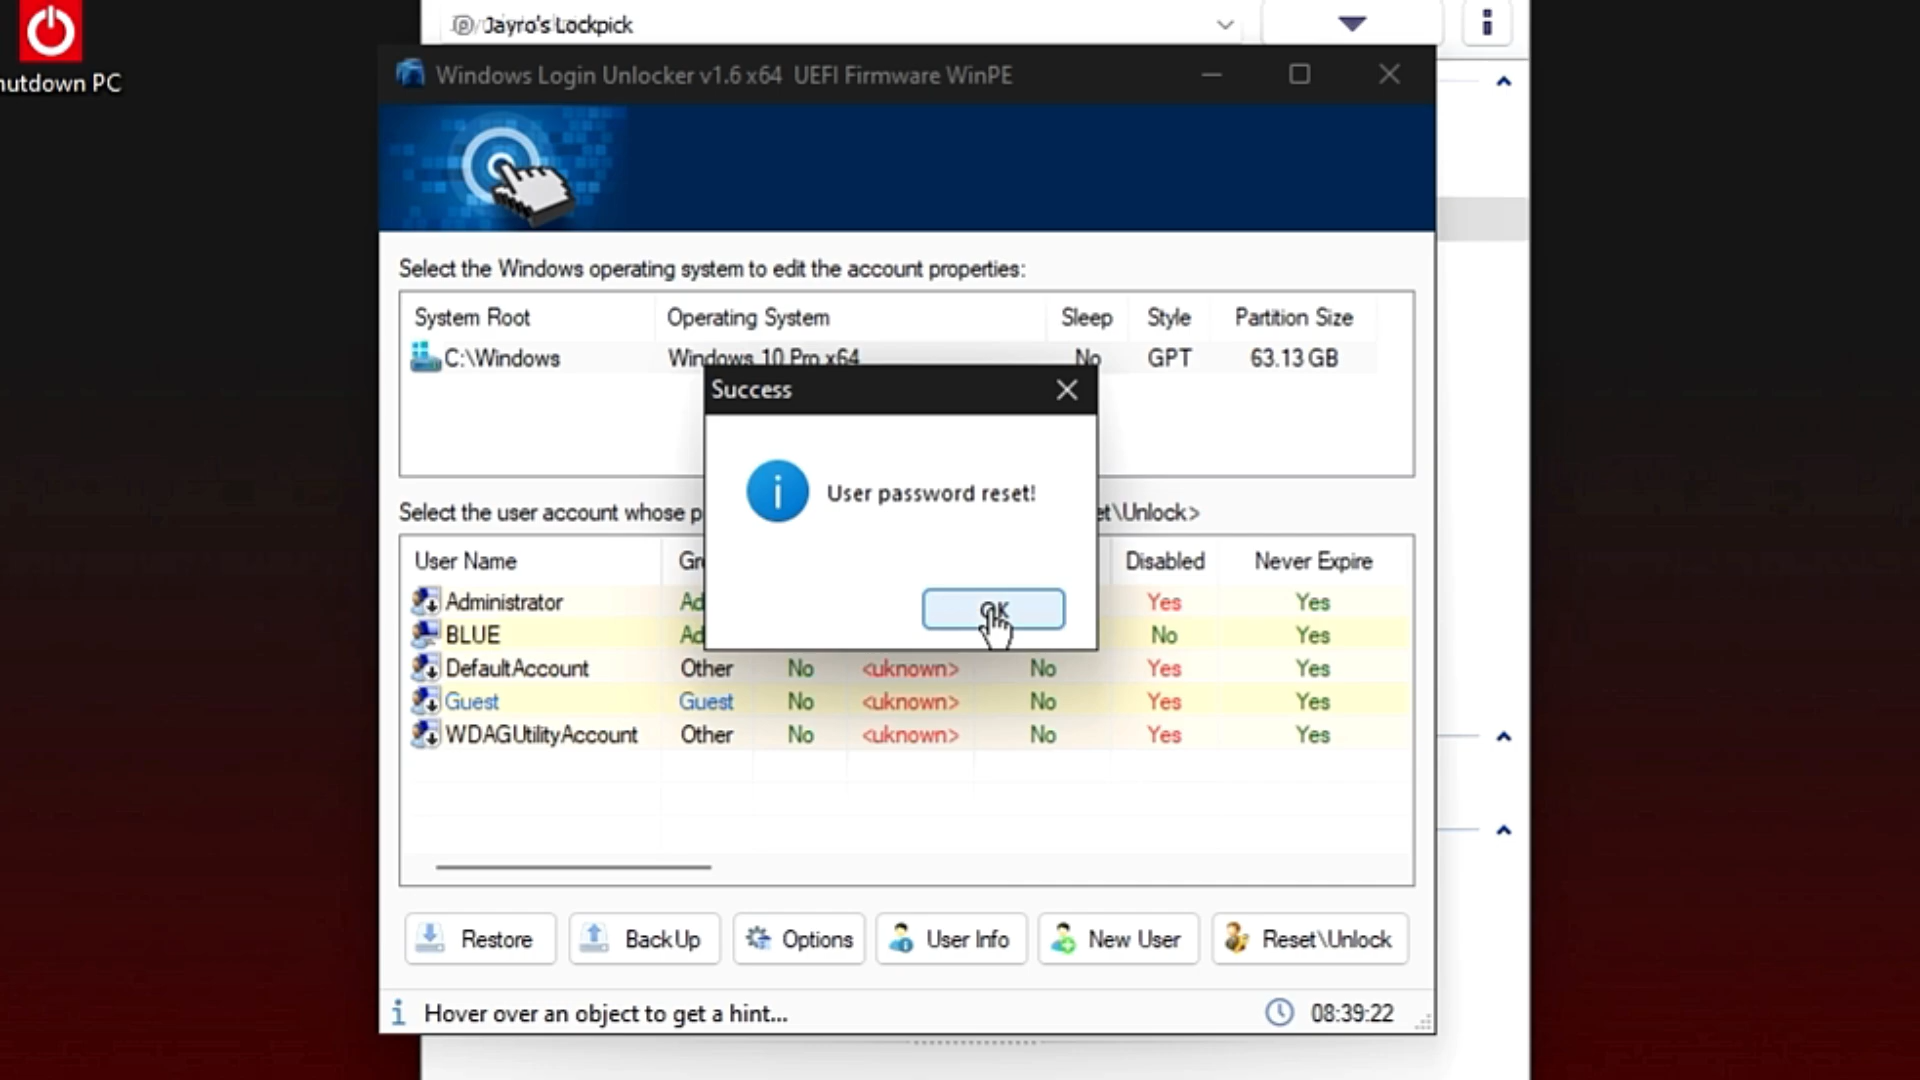 Jayro's Lockpick
hutdown PC
Windows Login Unlocker v1.6 x64 UEFI Firmware WinPE
Select the Windows operating system to edit the account properties:
System Root Operating System Sleep Style Partition Size
C:\Windows Windows 10 Pro x64 No GPT 63.13 GB
Success
User password reset!
OK
Select the user account whose p et\Unlock>
User Name Gr Disabled Never Expire
Administrator Ad Yes Yes
BLUE Ad No Yes
DefaultAccount Other No <uknown> No Yes Yes
Guest Guest No <uknown> No Yes Yes
WDAGUtilityAccount Other No <uknown> No Yes Yes
Restore BackUp Options User Info New User Reset\Unlock
Hover over an object to get a hint... 08:39:22